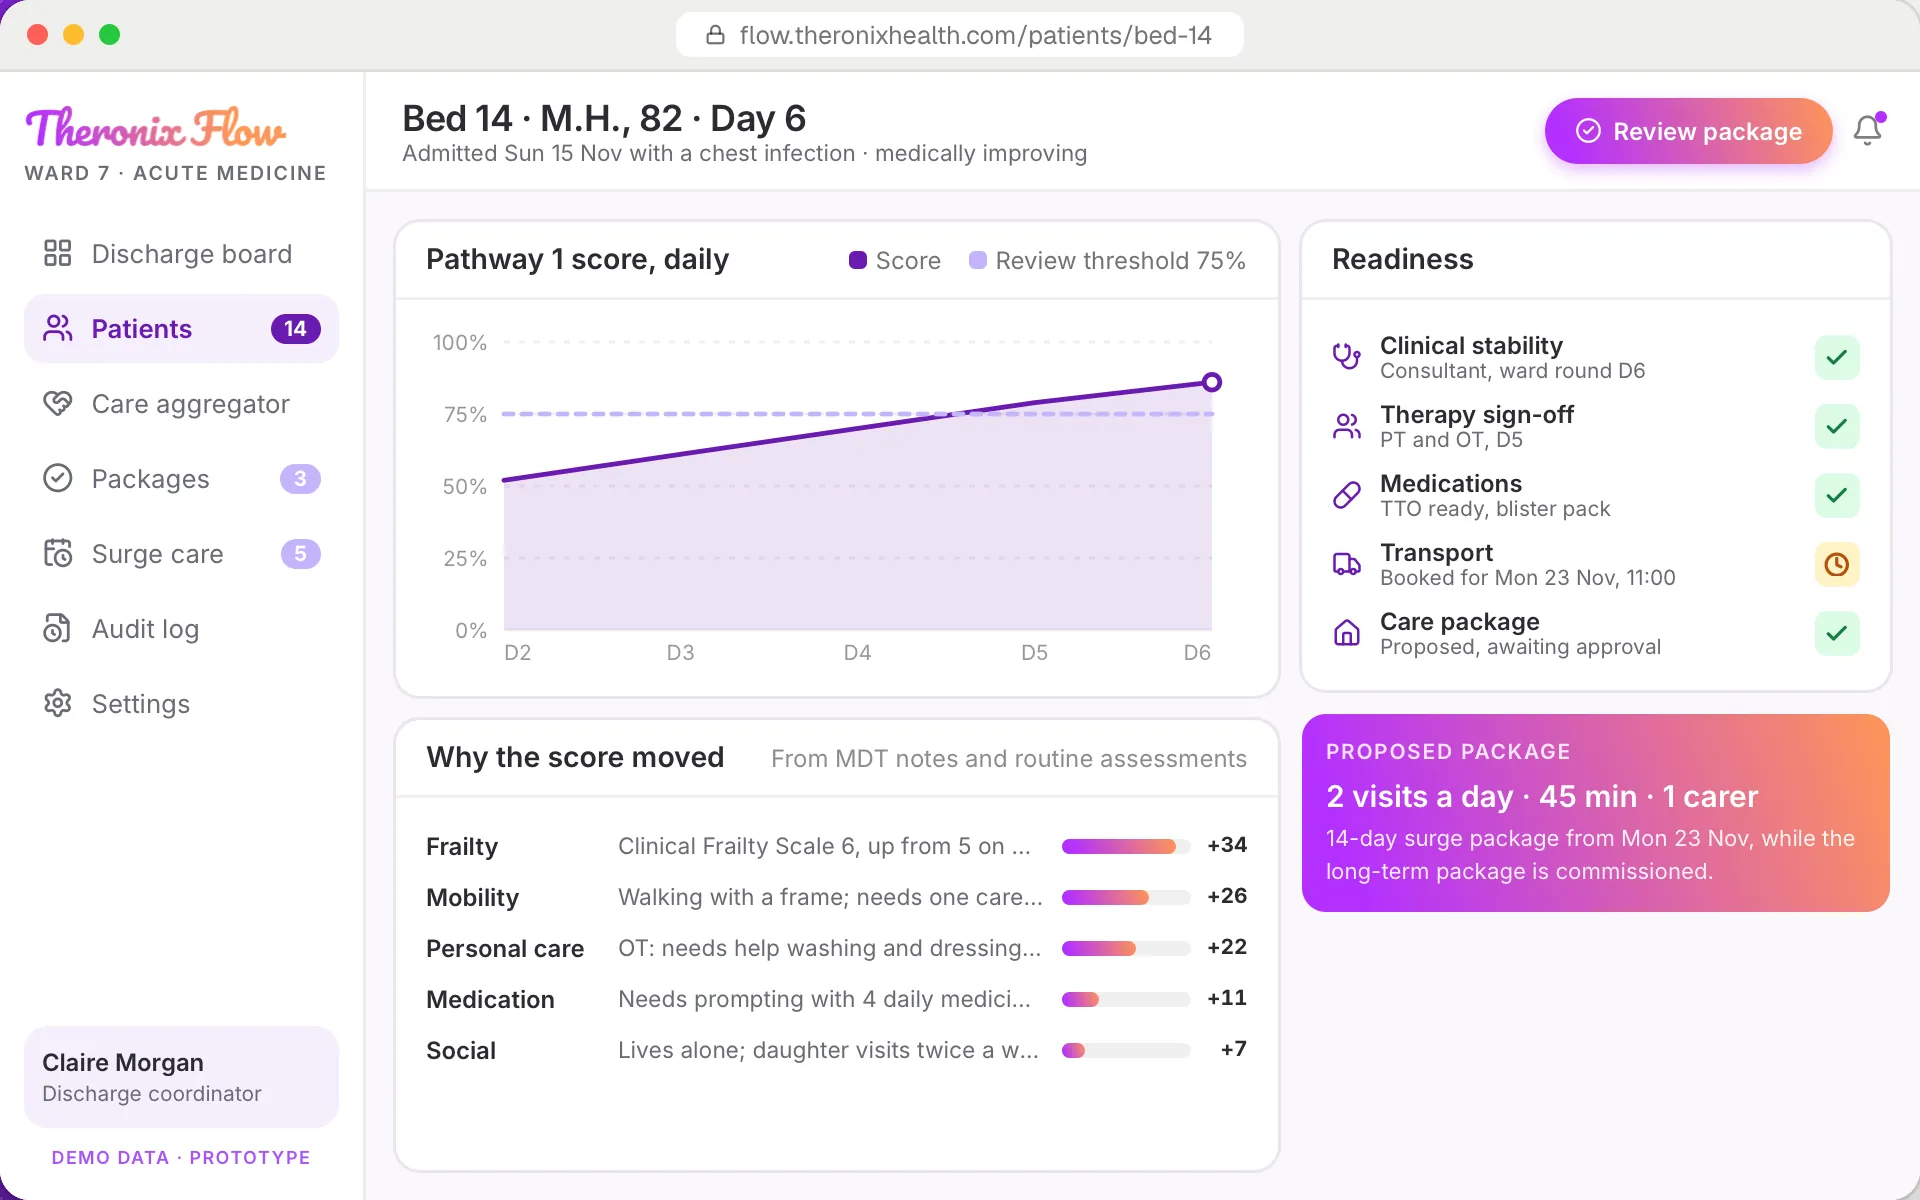 flow.theronixhealth.com/patients/bed-14
Theronix Flow
WARD 7 · ACUTE MEDICINE
Discharge board
Patients 14
Care aggregator
Packages 3
Surge care 5
Audit log
Settings
Claire Morgan
Discharge coordinator
DEMO DATA · PROTOTYPE
Bed 14 · M.H., 82 · Day 6
Admitted Sun 15 Nov with a chest infection · medically improving
Review package
Pathway 1 score, daily
Score Review threshold 75%
100%
75%
50%
25%
0%
D2 D3 D4 D5 D6
Why the score moved
From MDT notes and routine assessments
Frailty Clinical Frailty Scale 6, up from 5 on ... +34
Mobility Walking with a frame; needs one care... +26
Personal care OT: needs help washing and dressing... +22
Medication Needs prompting with 4 daily medici... +11
Social Lives alone; daughter visits twice a w... +7
Readiness
Clinical stability
Consultant, ward round D6
Therapy sign-off
PT and OT, D5
Medications
TTO ready, blister pack
Transport
Booked for Mon 23 Nov, 11:00
Care package
Proposed, awaiting approval
PROPOSED PACKAGE
2 visits a day · 45 min · 1 carer
14-day surge package from Mon 23 Nov, while the
long-term package is commissioned.